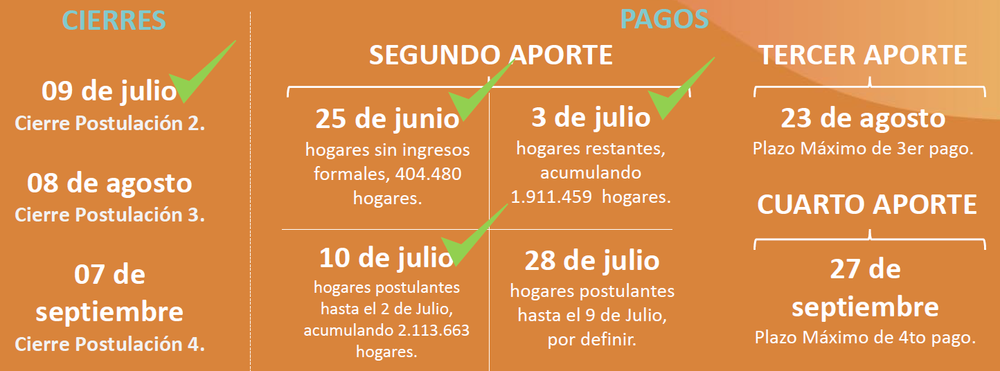 CIERRES
09 de julio
Cierre Postulación 2.
08 de agosto
Cierre Postulación 3.
07 de
septiembre
Cierre Postulación 4.
PAGOS
SEGUNDO APORTE
25 de junio
hogares sin ingresos
formales, 404.480
hogares.
3 de julio
hogares restantes,
acumulando
1.911.459 hogares.
10 de julio
hogares postulantes
hasta el 2 de Julio,
acumulando 2.113.663
hogares.
28 de julio
hogares postulantes
hasta el 9 de Julio,
por definir.
TERCER APORTE
23 de agosto
Plazo Máximo de 3er pago.
CUARTO APORTE
27 de
septiembre
Plazo Máximo de 4to pago.